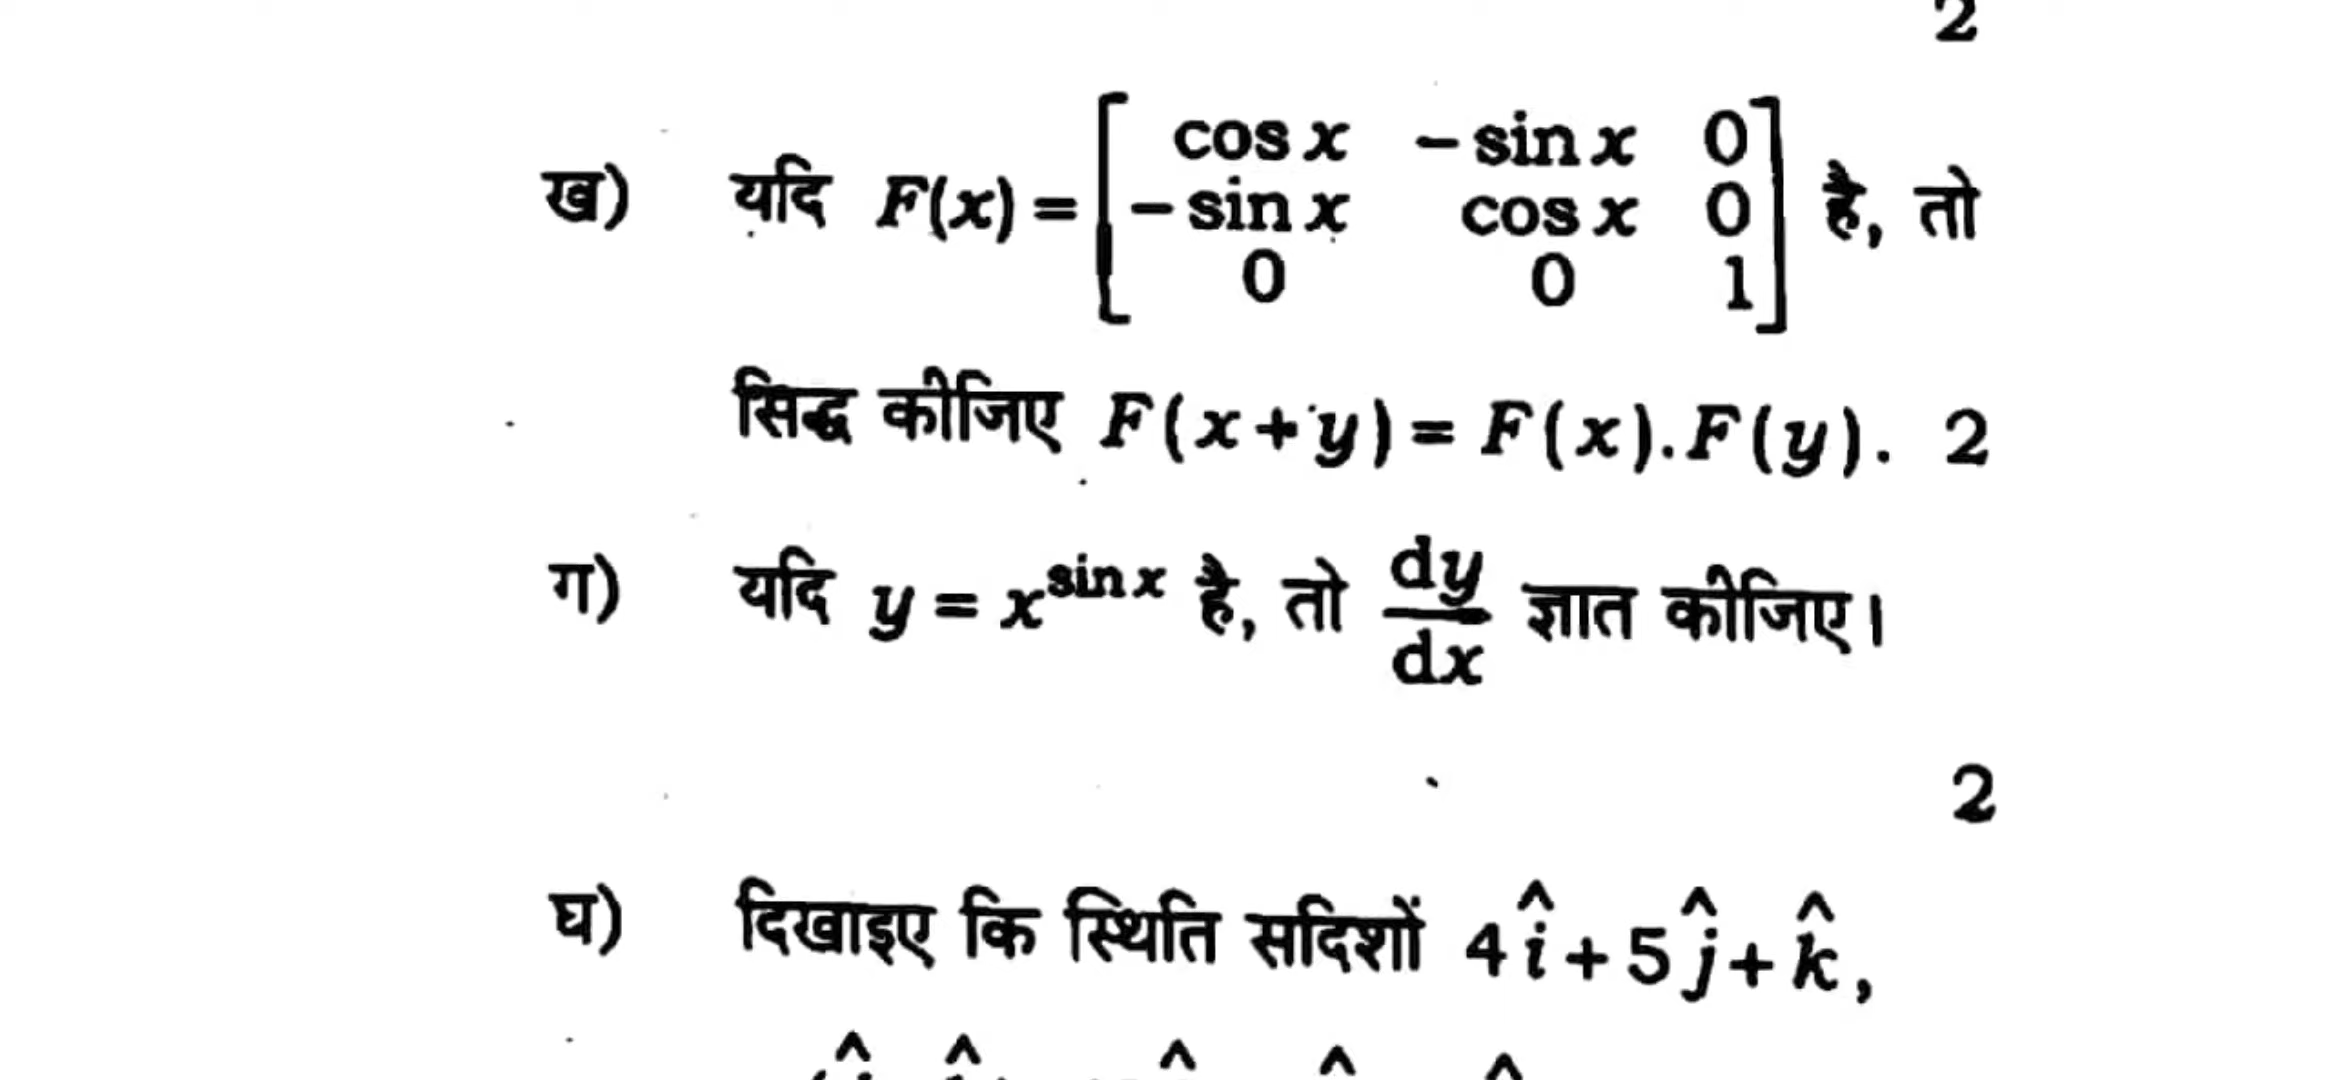 2
ख) यदि F(x) = [ cos x - sin x 0
- sin x cos x 0
0 0 1 ] है, तो
सिद्ध कीजिए F(x+y) = F(x).F(y). 2
ग) यदि y = x^sin x है, तो dy/dx ज्ञात कीजिए।
2
घ) दिखाइए कि स्थिति सदिशों 4î + 5ĵ + k̂,